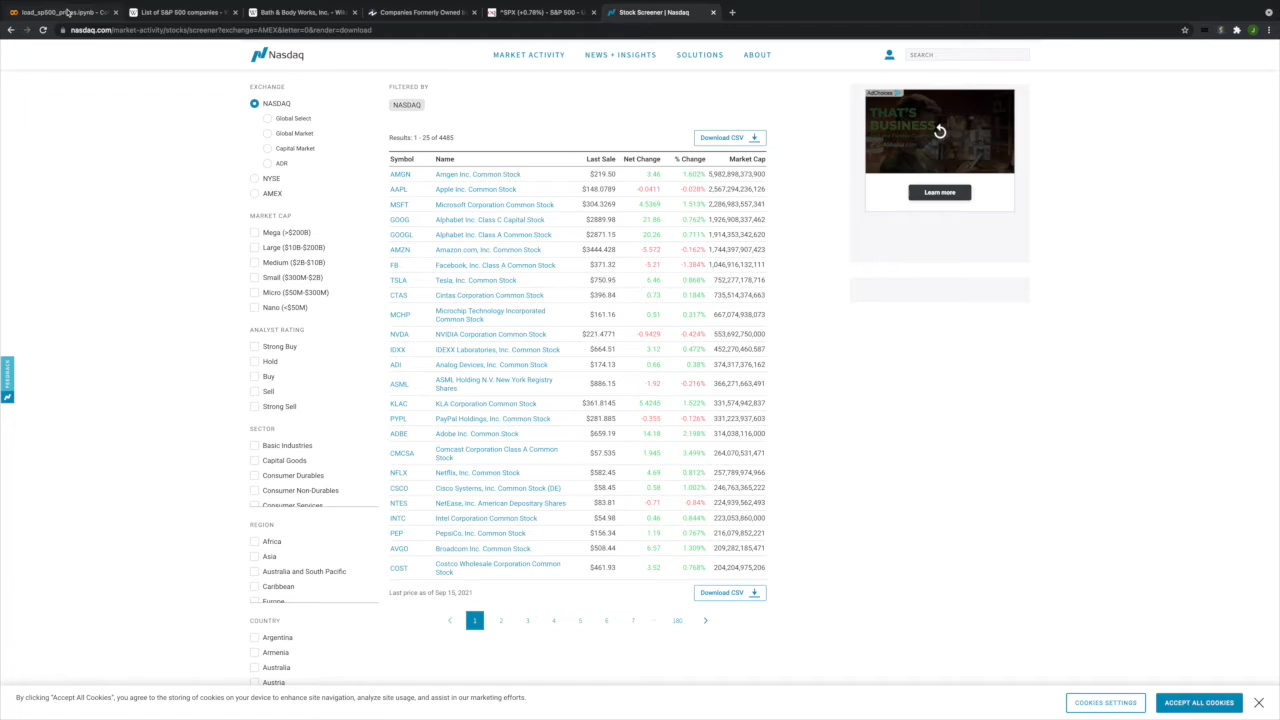 load_sp500_prices.ipynb - Col
List of S&P 500 companies - W
Bath & Body Works, Inc. - Wik
Companies Formerly Owned b
^SPX (+0.78%) - S&P 500 - U
Stock Screener | Nasdaq
nasdaq.com/market-activity/stocks/screener?exchange=AMEX&letter=0&render=download
Nasdaq
MARKET ACTIVITY
NEWS + INSIGHTS
SOLUTIONS
ABOUT
SEARCH
EXCHANGE
NASDAQ
Global Select
Global Market
Capital Market
ADR
NYSE
AMEX
MARKET CAP
Mega (>$200B)
Large ($10B-$200B)
Medium ($2B-$10B)
Small ($300M-$2B)
Micro ($50M-$300M)
Nano (<$50M)
ANALYST RATING
Strong Buy
Hold
Buy
Sell
Strong Sell
SECTOR
Basic Industries
Capital Goods
Consumer Durables
Consumer Non-Durables
Consumer Services
REGION
Africa
Asia
Australia and South Pacific
Caribbean
Europe
COUNTRY
Argentina
Armenia
Australia
Austria
FILTERED BY
NASDAQ
Results: 1 - 25 of 4485
Download CSV
Symbol Name Last Sale Net Change % Change Market Cap
AMGN Amgen Inc. Common Stock $219.50 3.46 1.602% 5,982,898,373,900
AAPL Apple Inc. Common Stock $148.0789 -0.0411 -0.028% 2,567,294,236,126
MSFT Microsoft Corporation Common Stock $304.3269 4.5369 1.513% 2,286,983,557,341
GOOG Alphabet Inc. Class C Capital Stock $2889.98 21.86 0.762% 1,926,908,337,462
GOOGL Alphabet Inc. Class A Common Stock $2871.15 20.26 0.711% 1,914,353,342,620
AMZN Amazon.com, Inc. Common Stock $3444.428 -5.572 -0.162% 1,744,397,907,423
FB Facebook, Inc. Class A Common Stock $371.32 -5.21 -1.384% 1,046,916,132,111
TSLA Tesla, Inc. Common Stock $750.95 6.46 0.868% 752,277,178,716
CTAS Cintas Corporation Common Stock $396.84 0.73 0.184% 735,514,374,663
MCHP Microchip Technology Incorporated Common Stock $161.16 0.51 0.317% 667,074,938,073
NVDA NVIDIA Corporation Common Stock $221.4771 -0.9429 -0.424% 553,692,750,000
IDXX IDEXX Laboratories, Inc. Common Stock $664.51 3.12 0.472% 452,270,460,587
ADI Analog Devices, Inc. Common Stock $174.13 0.66 0.38% 374,317,376,162
ASML ASML Holding N.V. New York Registry Shares $886.15 -1.92 -0.216% 366,271,663,491
KLAC KLA Corporation Common Stock $361.8145 5.4245 1.522% 331,574,942,837
PYPL PayPal Holdings, Inc. Common Stock $281.885 -0.355 -0.126% 331,223,937,603
ADBE Adobe Inc. Common Stock $659.19 14.18 2.198% 314,038,116,000
CMCSA Comcast Corporation Class A Common Stock $57.535 1.945 3.499% 264,070,531,471
NFLX Netflix, Inc. Common Stock $582.45 4.69 0.812% 257,789,974,966
CSCO Cisco Systems, Inc. Common Stock (DE) $58.45 0.58 1.002% 246,763,365,222
NTES NetEase, Inc. American Depositary Shares $83.81 -0.71 -0.84% 224,939,562,493
INTC Intel Corporation Common Stock $54.98 0.46 0.844% 223,053,860,000
PEP PepsiCo, Inc. Common Stock $156.34 1.19 0.767% 216,079,852,221
AVGO Broadcom Inc. Common Stock $508.44 6.57 1.309% 209,282,185,471
COST Costco Wholesale Corporation Common Stock $461.93 3.52 0.768% 204,204,975,206
Last price as of Sep 15, 2021
Download CSV
1 2 3 4 5 6 7 ... 180
AdChoices
THAT'S
BUSINESS
Learn more
FEEDBACK
By clicking "Accept All Cookies", you agree to the storing of cookies on your device to enhance site navigation, analyze site usage, and assist in our marketing efforts.
COOKIES SETTINGS
ACCEPT ALL COOKIES